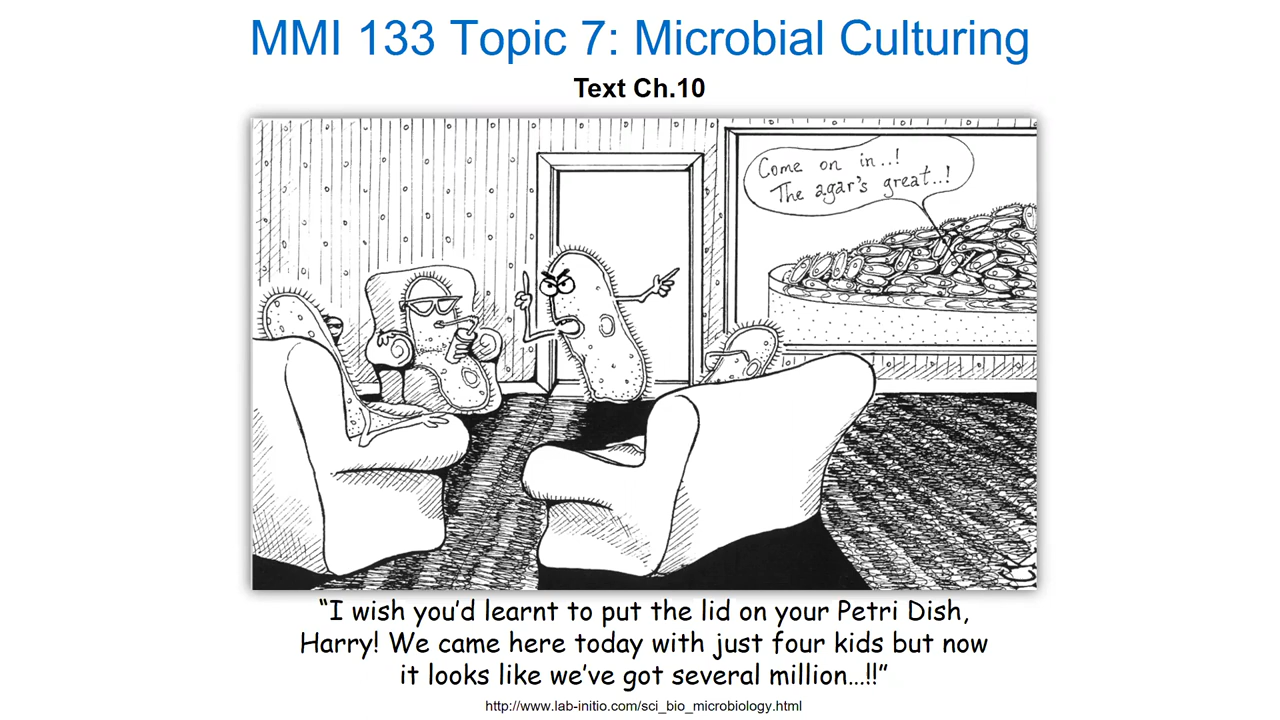 MMI 133 Topic 7: Microbial Culturing
Text Ch.10
Come on in..!
The agar's great..!
“I wish you’d learnt to put the lid on your Petri Dish,
Harry! We came here today with just four kids but now
it looks like we’ve got several million…!!”
http://www.lab-initio.com/sci_bio_microbiology.html